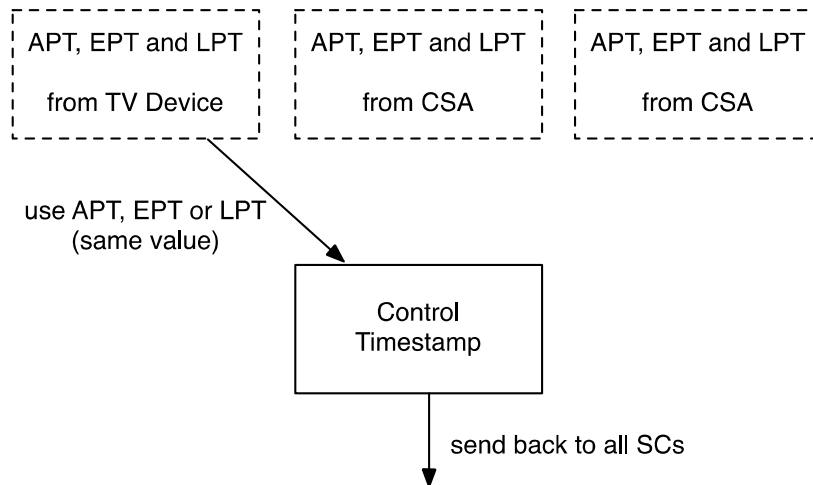 APT, EPT and LPT
from TV Device
APT, EPT and LPT
from CSA
APT, EPT and LPT
from CSA
use APT, EPT or LPT
(same value)
Control
Timestamp
send back to all SCs